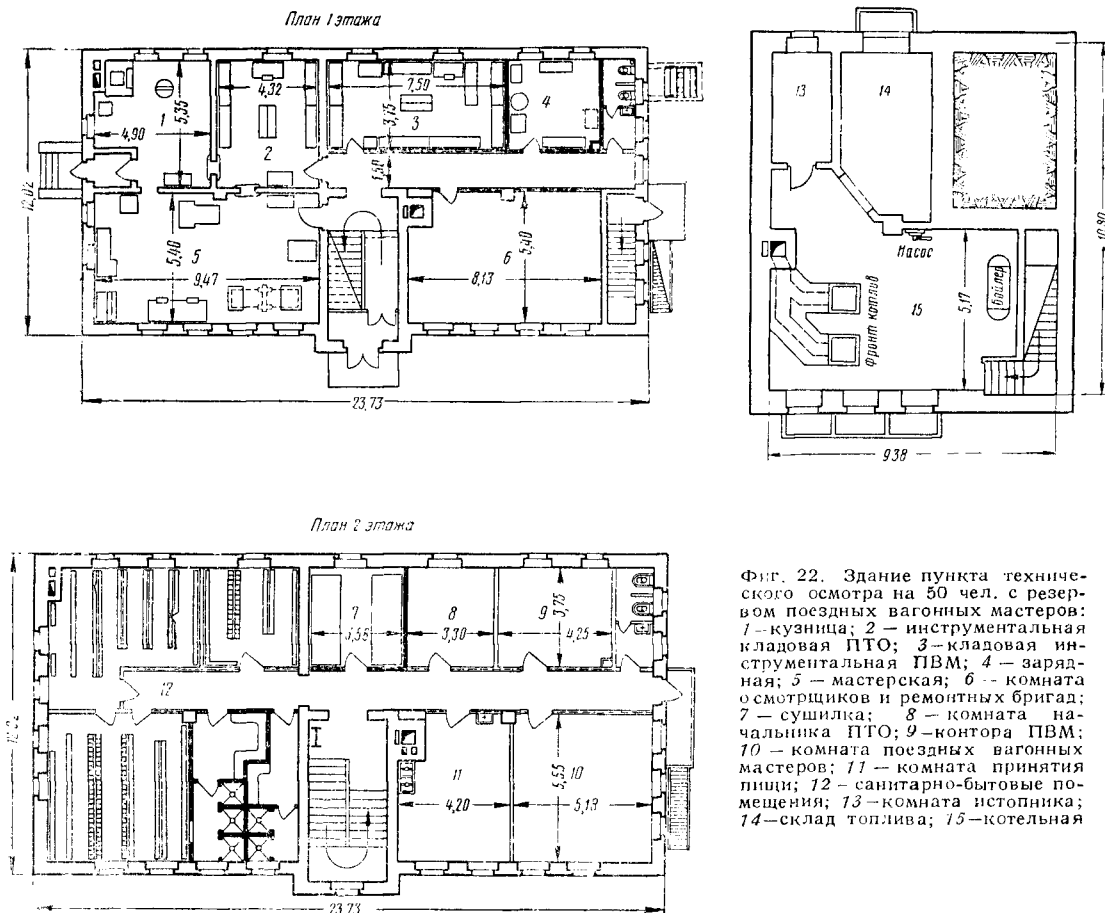 План 1 этажа
4,32
7,50
1
5,35
4,90
2
3,75
3
4
1,50
12,02
5
5,40
9,47
6
5,40
8,13
23,73
13
14
Насос
Фронт котлив
15
5,17
бойлер
10,80
938
План 2 этажа
7
8
3,30
9
3,75
4,25
12
11
4,20
10
5,55
5,13
23,73
Фиг. 22. Здание пункта техниче-
ского осмотра на 50 чел. с резер-
вом поездных вагонных мастеров:
1—кузница; 2 — инструментальная
кладовая ПТО; 3—кладовая ин-
струментальная ПВМ; 4 — заряд-
ная; 5 — мастерская; 6 — комната
осмотрщиков и ремонтных бригад;
7 — сушилка; 8 — комната на-
чальника ПТО; 9—контора ПВМ;
10 — комната поездных вагонных
мастеров; 11 — комната принятия
пищи; 12 — санитарно-бытовые по-
мещения; 13—комната истопника;
14—склад топлива; 15—котельная